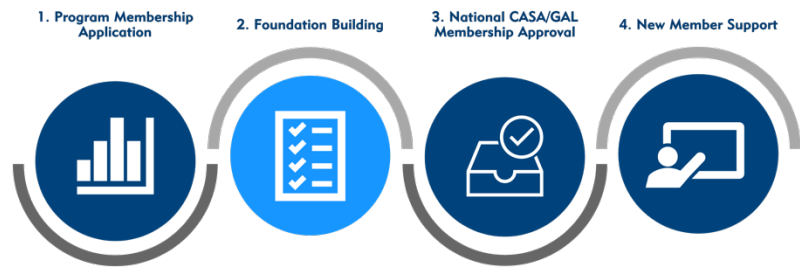 1. Program Membership
Application
2. Foundation Building
3. National CASA/GAL
Membership Approval
4. New Member Support